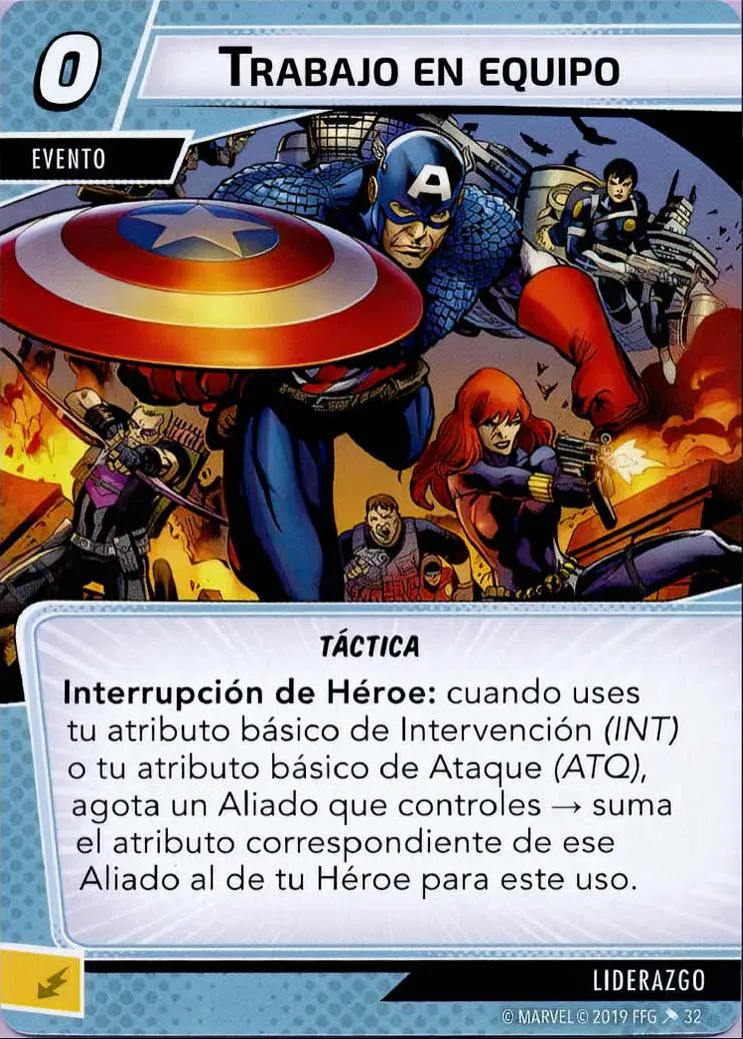 0
TRABAJO EN EQUIPO
EVENTO
A
TÁCTICA
Interrupción de Héroe: cuando uses
tu atributo básico de Intervención (INT)
o tu atributo básico de Ataque (ATQ),
agota un Aliado que controles → suma
el atributo correspondiente de ese
Aliado al de tu Héroe para este uso.
LIDERAZGO
© MARVEL © 2019 FFG 32